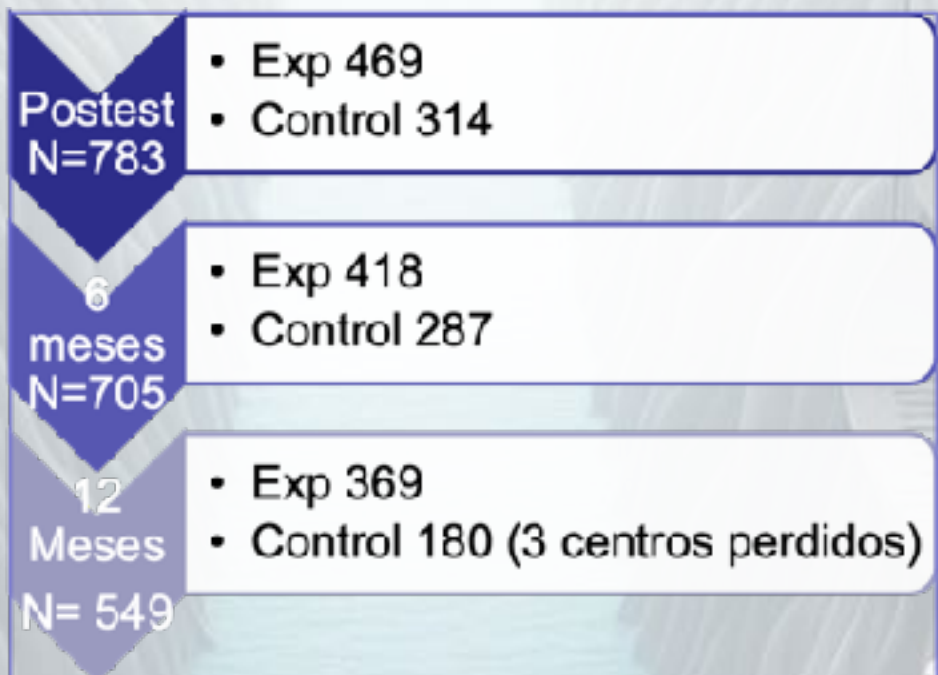 Postest
N=783
• Exp 469
• Control 314
6
meses
N=705
• Exp 418
• Control 287
12
Meses
N= 549
• Exp 369
• Control 180 (3 centros perdidos)